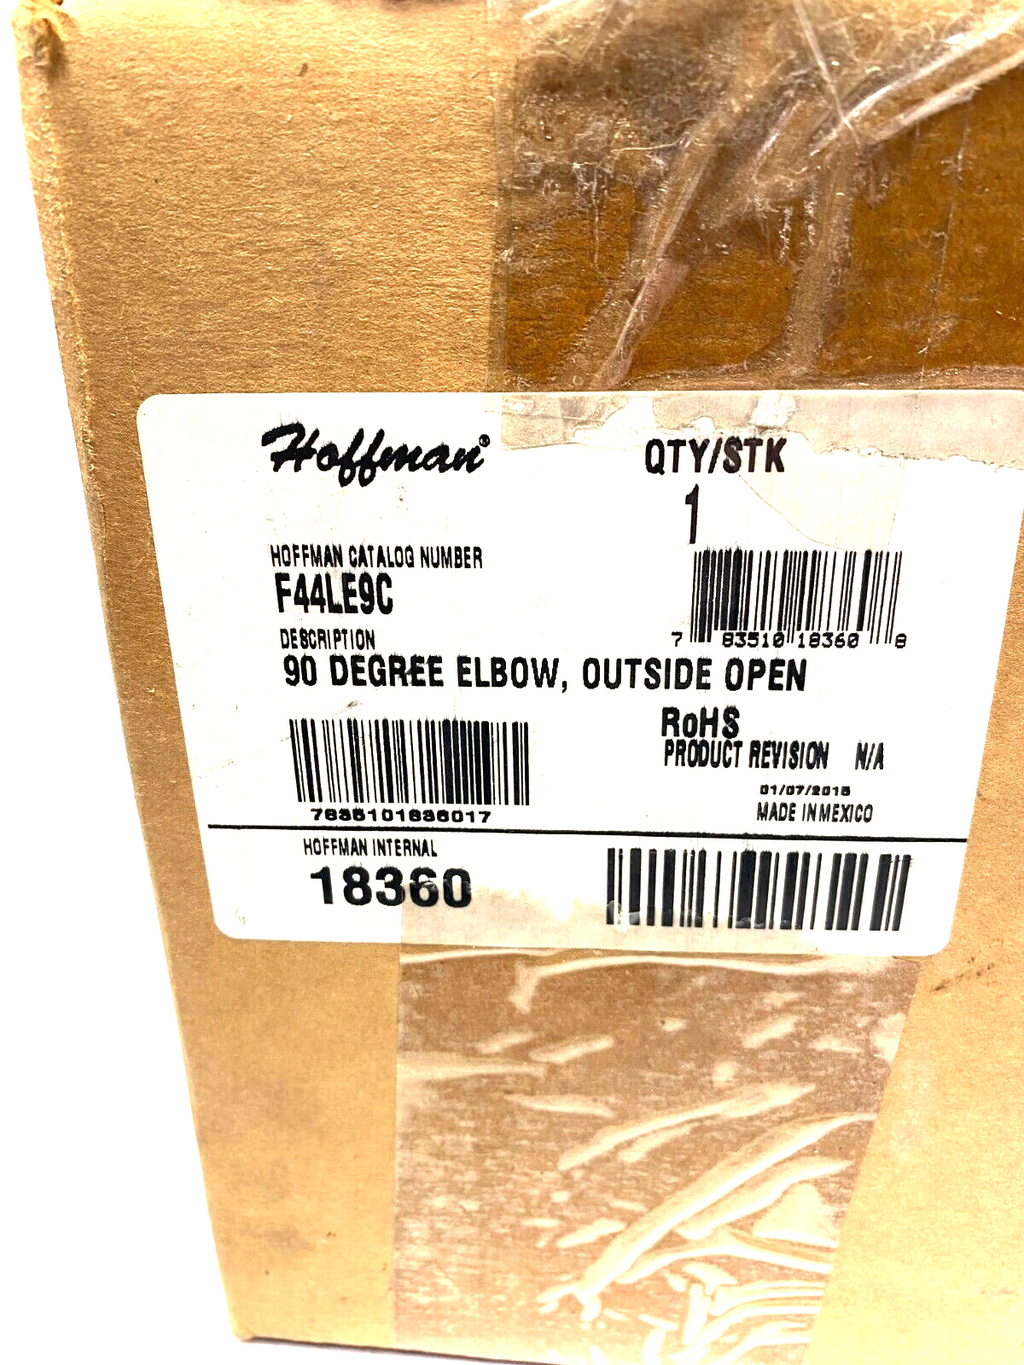 Hoffman®
QTY/STK
1
HOFFMAN CATALOG NUMBER
F44LE9C
7 83510 18360 8
DESCRIPTION
90 DEGREE ELBOW, OUTSIDE OPEN
RoHS
PRODUCT REVISION N/A
01/07/2015
MADE IN MEXICO
7835101836017
HOFFMAN INTERNAL
18360